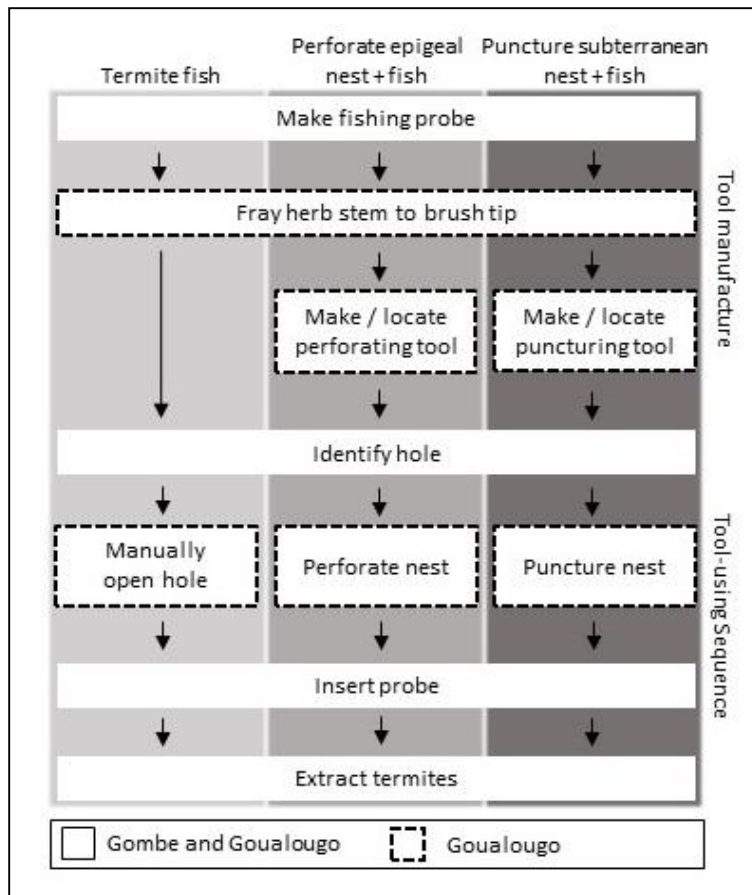 Termite fish
Perforate epigeal
nest + fish
Puncture subterranean
nest + fish
Make fishing probe
Fray herb stem to brush tip
Make / locate
perforating tool
Make / locate
puncturing tool
Tool manufacture
Identify hole
Manually
open hole
Perforate nest
Puncture nest
Insert probe
Extract termites
Tool-using Sequence
Gombe and Goualougo
Goualougo